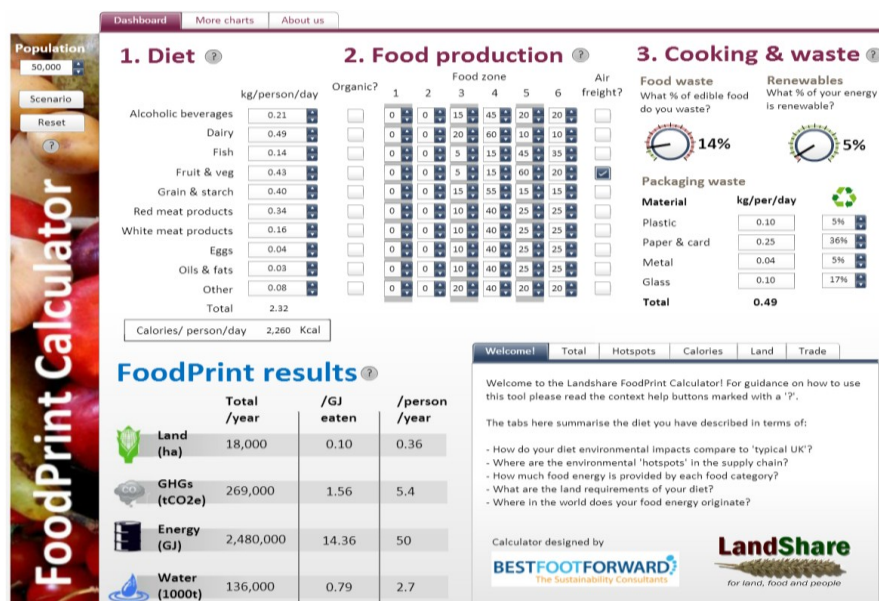 Dashboard More charts About us
Population
50,000
Scenario
Reset
?
FoodPrint Calculator
1. Diet ?
kg/person/day
Alcoholic beverages 0.21
Dairy 0.49
Fish 0.14
Fruit & veg 0.43
Grain & starch 0.40
Red meat products 0.34
White meat products 0.16
Eggs 0.04
Oils & fats 0.03
Other 0.08
Total 2.32
Calories/ person/day 2,260 Kcal
2. Food production ?
Organic? Food zone Air freight?
1 2 3 4 5 6
0 0 15 45 20 20
0 0 20 60 10 10
0 0 5 15 45 35
0 0 5 15 60 20
0 0 15 55 15 15
0 0 10 40 25 25
0 0 10 40 25 25
0 0 10 40 25 25
0 0 10 40 25 25
0 0 20 40 20 20
3. Cooking & waste ?
Food waste
What % of edible food
do you waste?
14%
Renewables
What % of your energy
is renewable?
5%
Packaging waste
Material kg/per/day
Plastic 0.10 5%
Paper & card 0.25 36%
Metal 0.04 5%
Glass 0.10 17%
Total 0.49
FoodPrint results ?
Total /GJ /person
/year eaten /year
Land
(ha) 18,000 0.10 0.36
CO₂
GHGs
(tCO2e) 269,000 1.56 5.4
Energy
(GJ) 2,480,000 14.36 50
Water
(1000t) 136,000 0.79 2.7
Welcome! Total Hotspots Calories Land Trade
Welcome to the Landshare FoodPrint Calculator! For guidance on how to use
this tool please read the context help buttons marked with a '?'.
The tabs here summarise the diet you have described in terms of:
- How do your diet environmental impacts compare to 'typical UK'?
- Where are the environmental 'hotspots' in the supply chain?
- How much food energy is provided by each food category?
- What are the land requirements of your diet?
- Where in the world does your food energy originate?
Calculator designed by
BESTFOOTFORWARD
The Sustainability Consultants
LandShare
for land, food and people